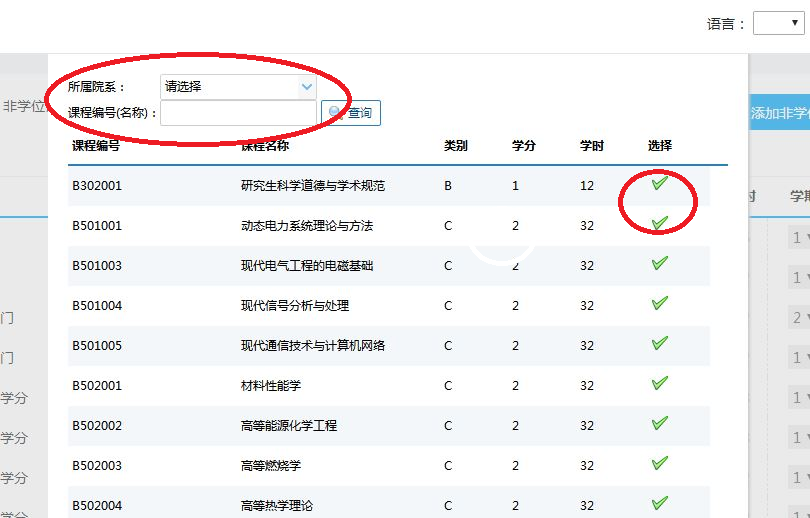 语言：
所属院系：
请选择
课程编号(名称)：
查询
非学位
添加非学位
课程编号 课程名称 类别 学分 学时 选择
B302001 研究生科学道德与学术规范 B 1 12
时
学期
B501001 动态电力系统理论与方法 C 2 32
1
B501003 现代电气工程的电磁基础 C 2 32
1
B501004 现代信号分析与处理 C 2 32
门
2
B501005 现代通信技术与计算机网络 C 2 32
门
1
B502001 材料性能学 C 2 32
学分
1
B502002 高等能源化学工程 C 2 32
学分
1
B502003 高等燃烧学 C 2 32
学分
1
B502004 高等热学理论 C 2 32
学分
1